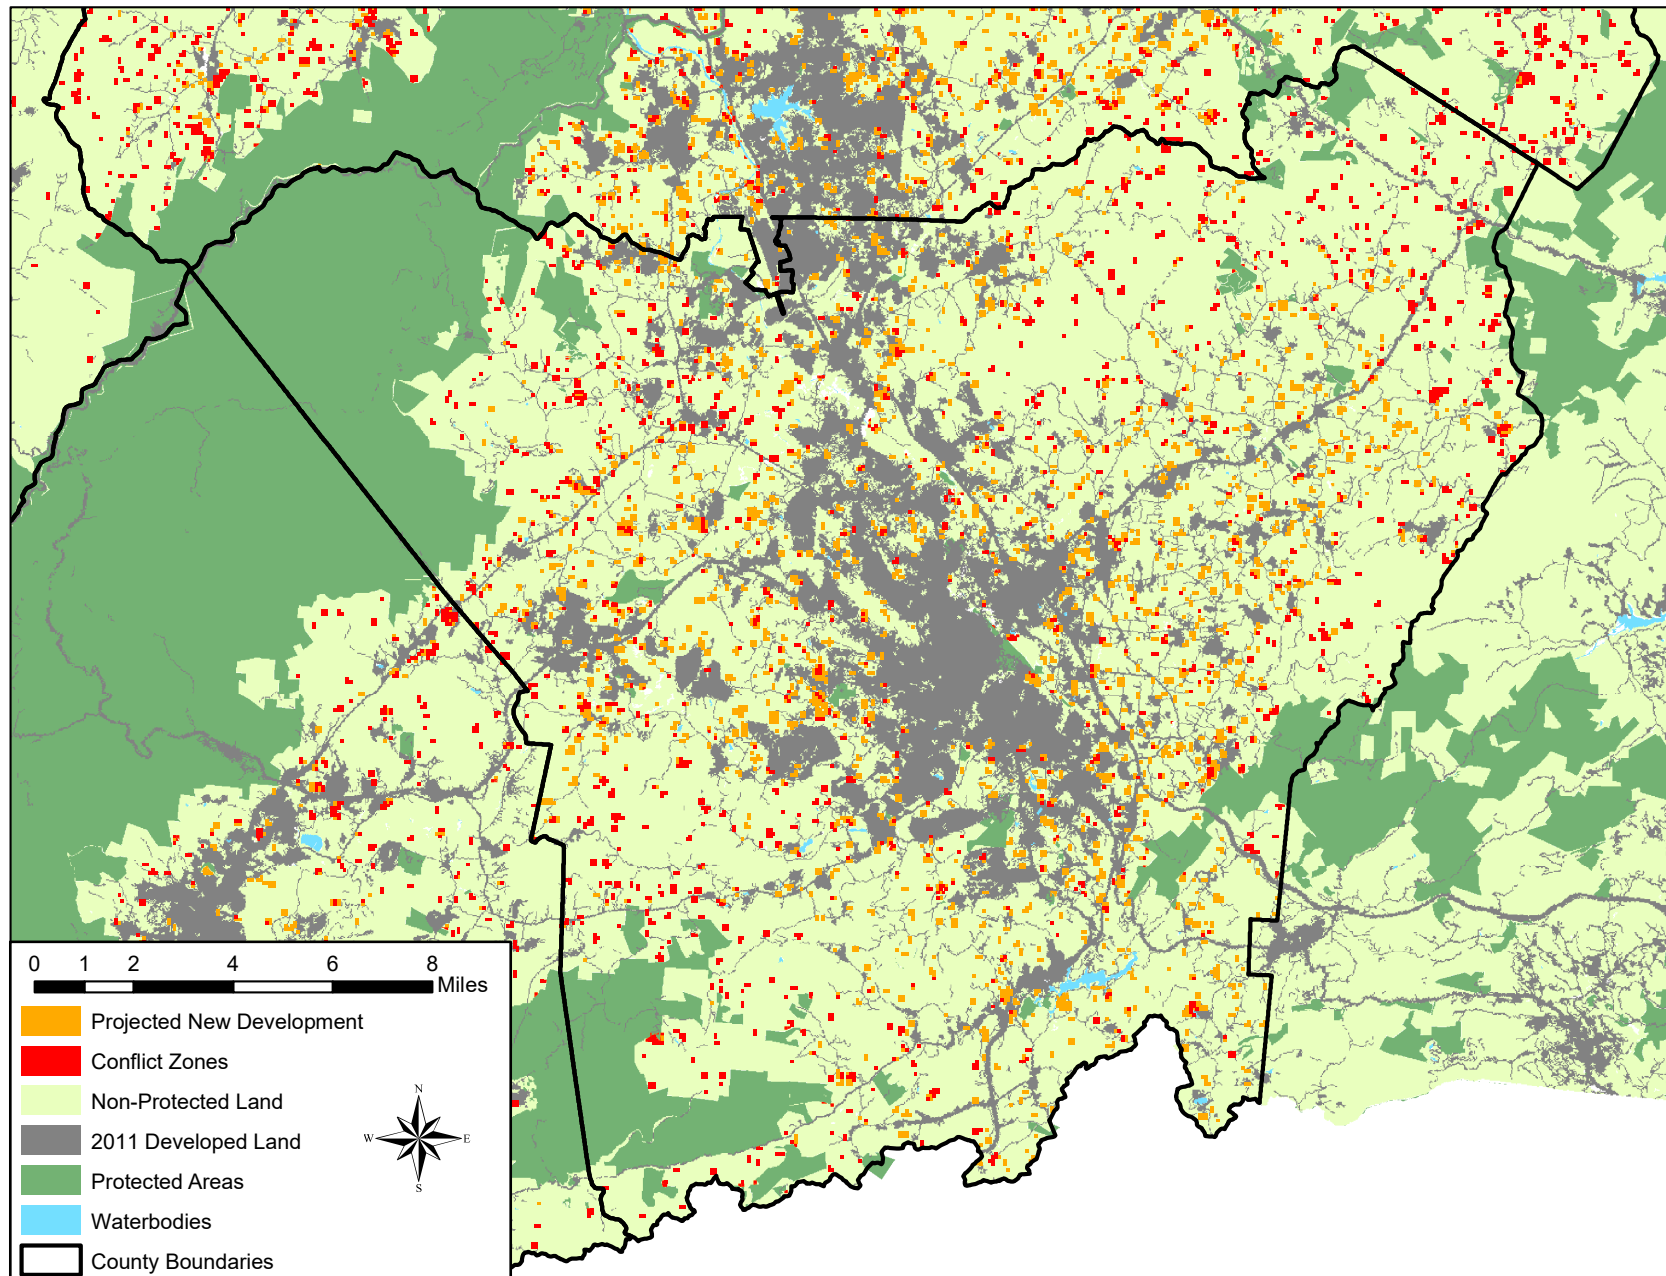 0 1 2 4 6 8
Miles
Projected New Development
Conflict Zones
Non-Protected Land
2011 Developed Land
Protected Areas
Waterbodies
County Boundaries
N
W E
S